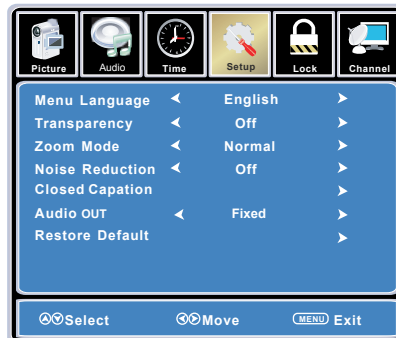 Picture Audio Time Setup Lock Channel
Menu Language English
Transparency Off
Zoom Mode Normal
Noise Reduction Off
Closed Capation
Audio OUT Fixed
Restore Default
Select Move MENU Exit